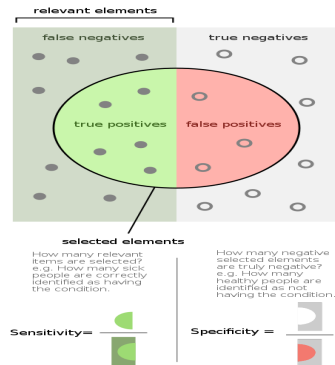 relevant elements
false negatives
true negatives
true positives
false positives
selected elements
How many relevant
items are selected?
e.g. How many sick
people are correctly
identified as having
the condition.
Sensitivity=
How many negative
selected elements
are truly negative?
e.g. How many
healthy people are
identified as not
having the condition.
Specificity =